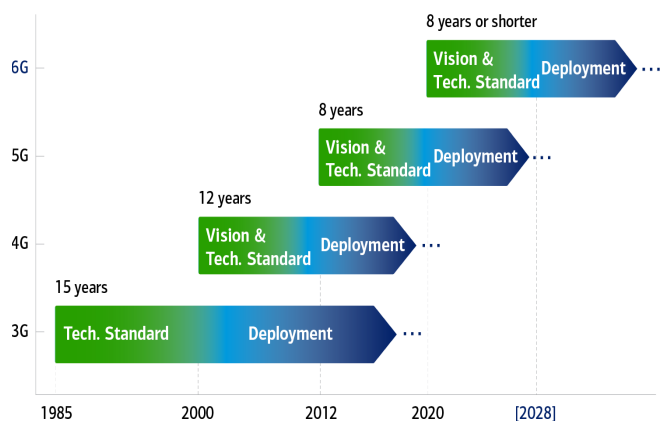 8 years or shorter
6G
Vision &
Tech. Standard
Deployment
8 years
5G
Vision &
Tech. Standard
Deployment
12 years
4G
Vision &
Tech. Standard
Deployment
15 years
3G
Tech. Standard
Deployment
1985
2000
2012
2020
[2028]